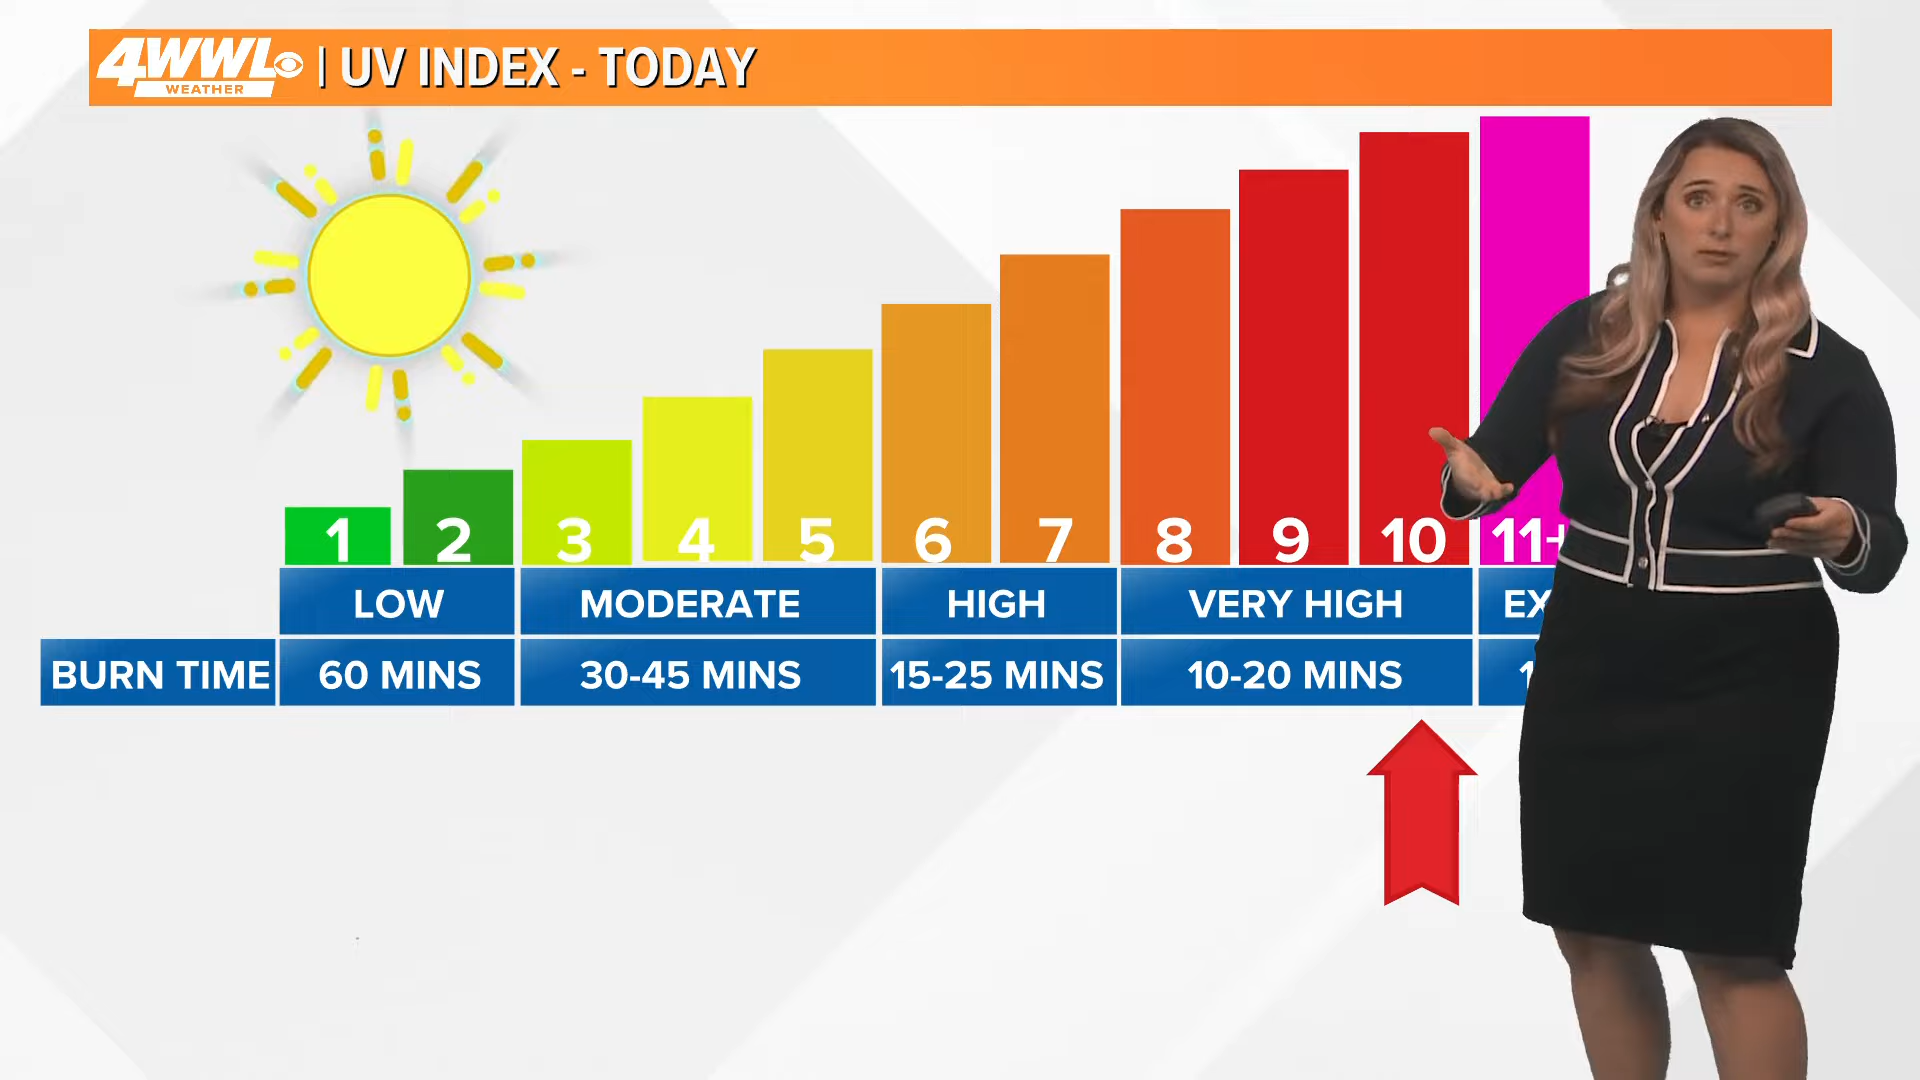 4WWL WEATHER | UV INDEX - TODAY
1 2 3 4 5 6 7 8 9 10 11+
LOW MODERATE HIGH VERY HIGH
BURN TIME 60 MINS 30-45 MINS 15-25 MINS 10-20 MINS